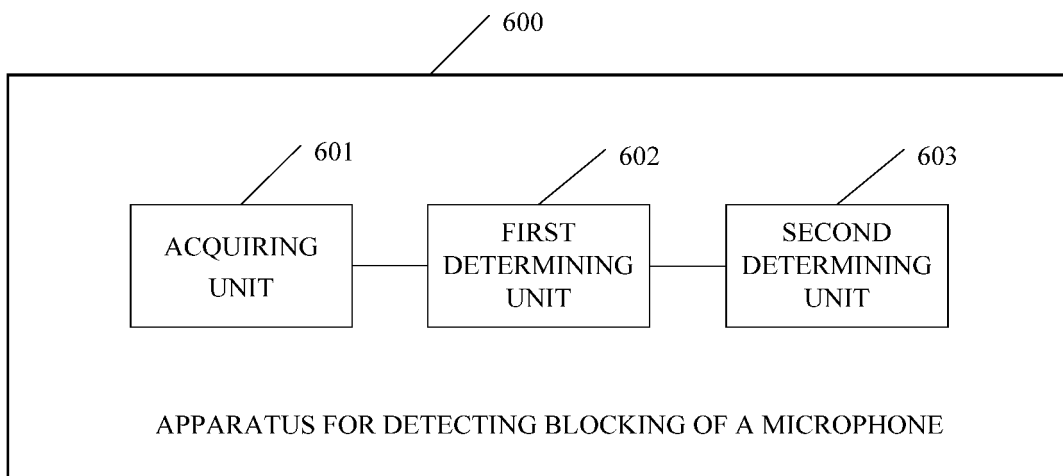 600
601
602
603
ACQUIRING
UNIT
FIRST
DETERMINING
UNIT
SECOND
DETERMINING
UNIT
APPARATUS FOR DETECTING BLOCKING OF A MICROPHONE